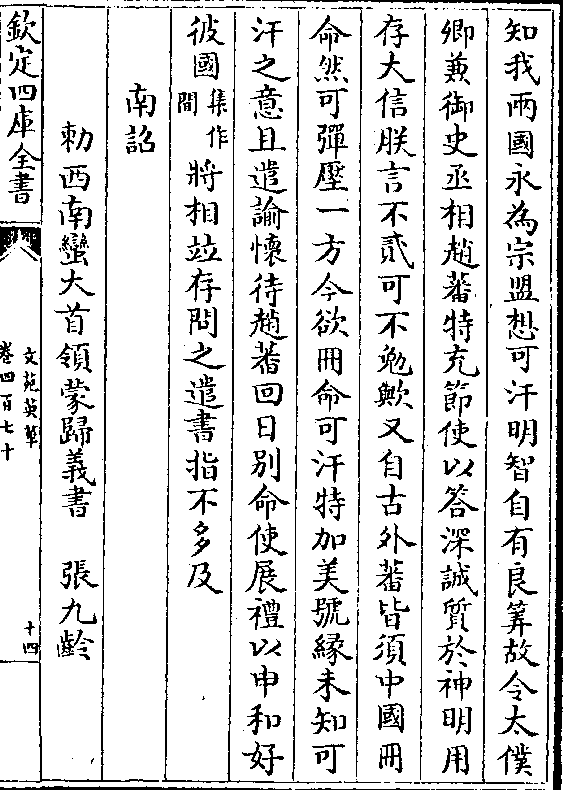 知我兩國永為宗盟想可汗明智自有良筭故令太僕
卿兼御史丞相趙蕃特充節使以答深誠質於神明用
存大信朕言不貳可不勉歟又自古外蕃皆須中國冊
命然可彈壓一方今欲冊命可汗特加美號緣未知可
汗之意且遣諭懷待趙蕃回日別命使展禮以申和好
彼國集作間將相竝存問之遣書指不多及
南詔
勅西南蠻大首領蒙歸義書 張九齡
欽定四庫全書
文苑英華
卷四百七十
十四